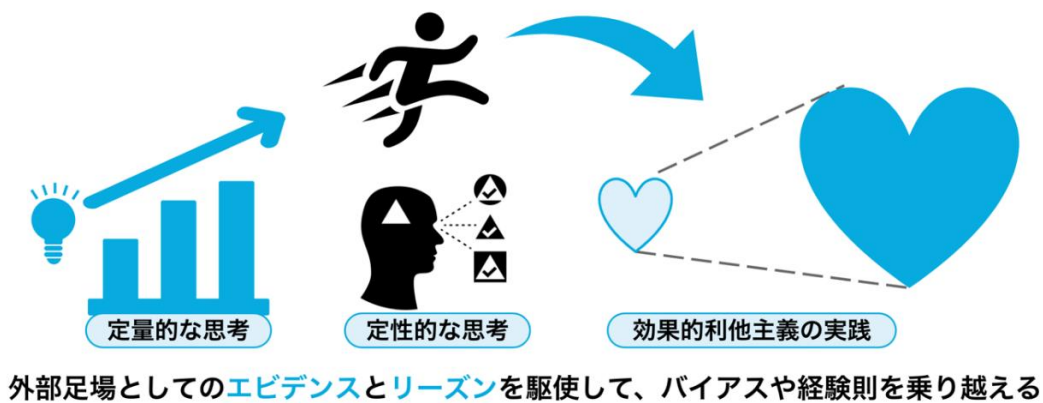 定量的な思考
定性的な思考
効果的利他主義の実践
外部足場としてのエビデンスとリーズンを駆使して、バイアスや経験則を乗り越える